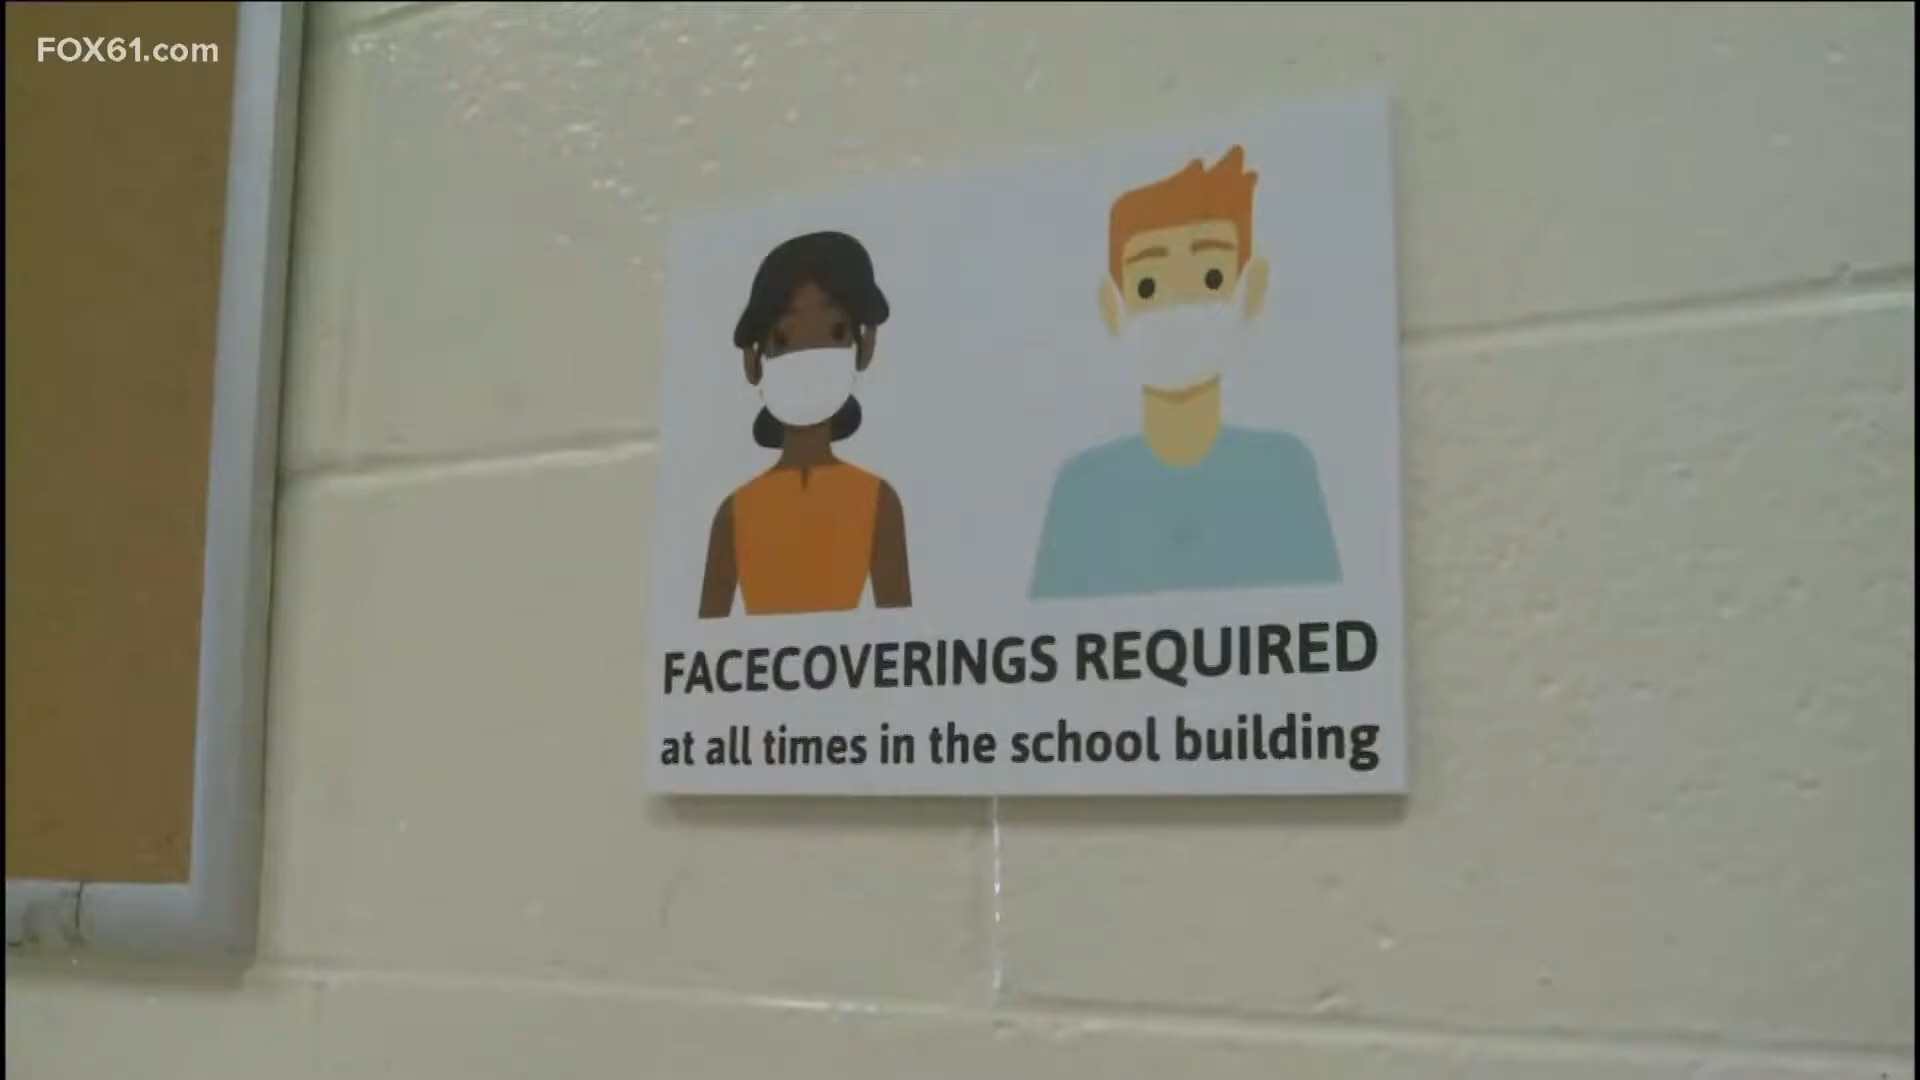 FOX61.com
FACECOVERINGS REQUIRED
at all times in the school building